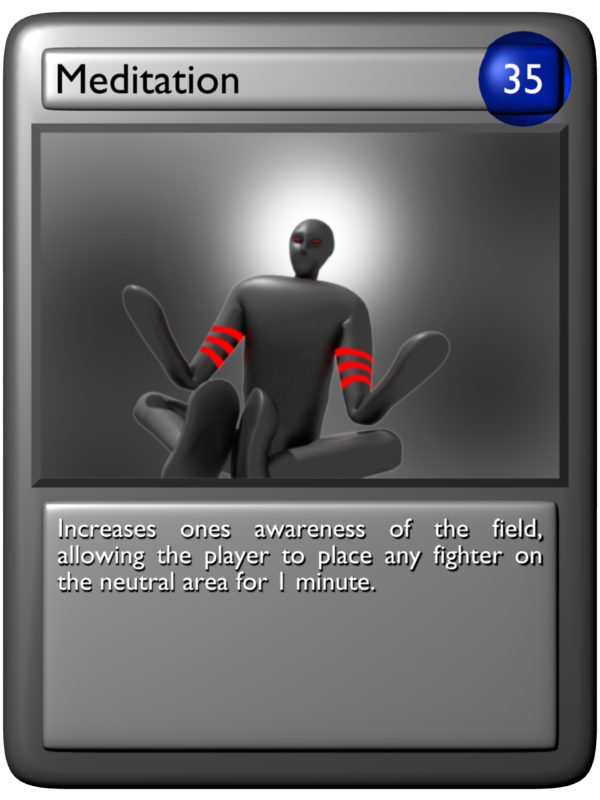 Meditation
35
Increases ones awareness of the field,
allowing the player to place any fighter on
the neutral area for 1 minute.